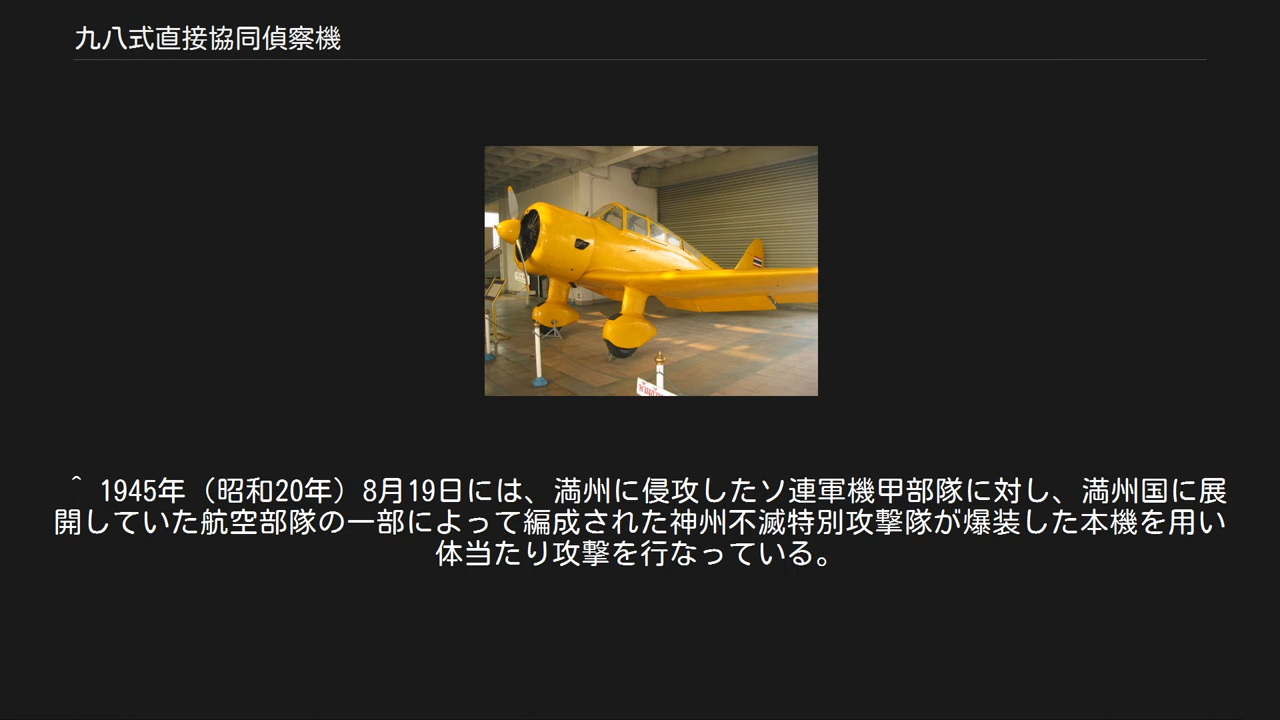 九八式直接協同偵察機
^ 1945年（昭和20年）8月19日には、満州に侵攻したソ連軍機甲部隊に対し、満州国に展
開していた航空部隊の一部によって編成された神州不滅特別攻撃隊が爆装した本機を用い
体当たり攻撃を行なっている。